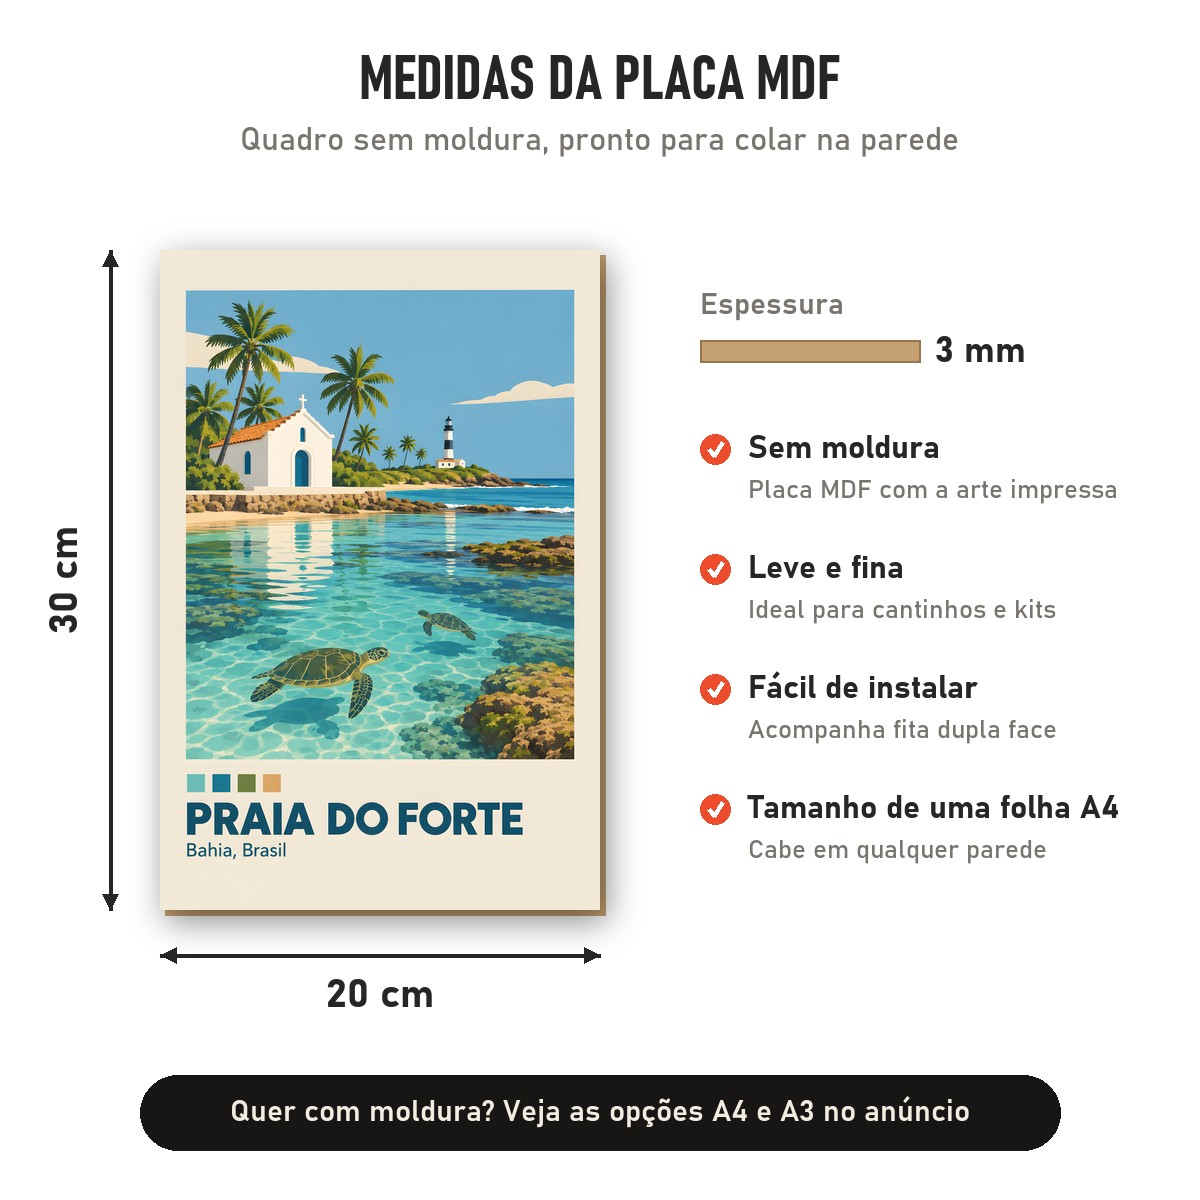 MEDIDAS DA PLACA MDF
Quadro sem moldura, pronto para colar na parede
30 cm
PRAIA DO FORTE
Bahia, Brasil
20 cm
Espessura
3 mm
Sem moldura
Placa MDF com a arte impressa
Leve e fina
Ideal para cantinhos e kits
Fácil de instalar
Acompanha fita dupla face
Tamanho de uma folha A4
Cabe em qualquer parede
Quer com moldura? Veja as opções A4 e A3 no anúncio